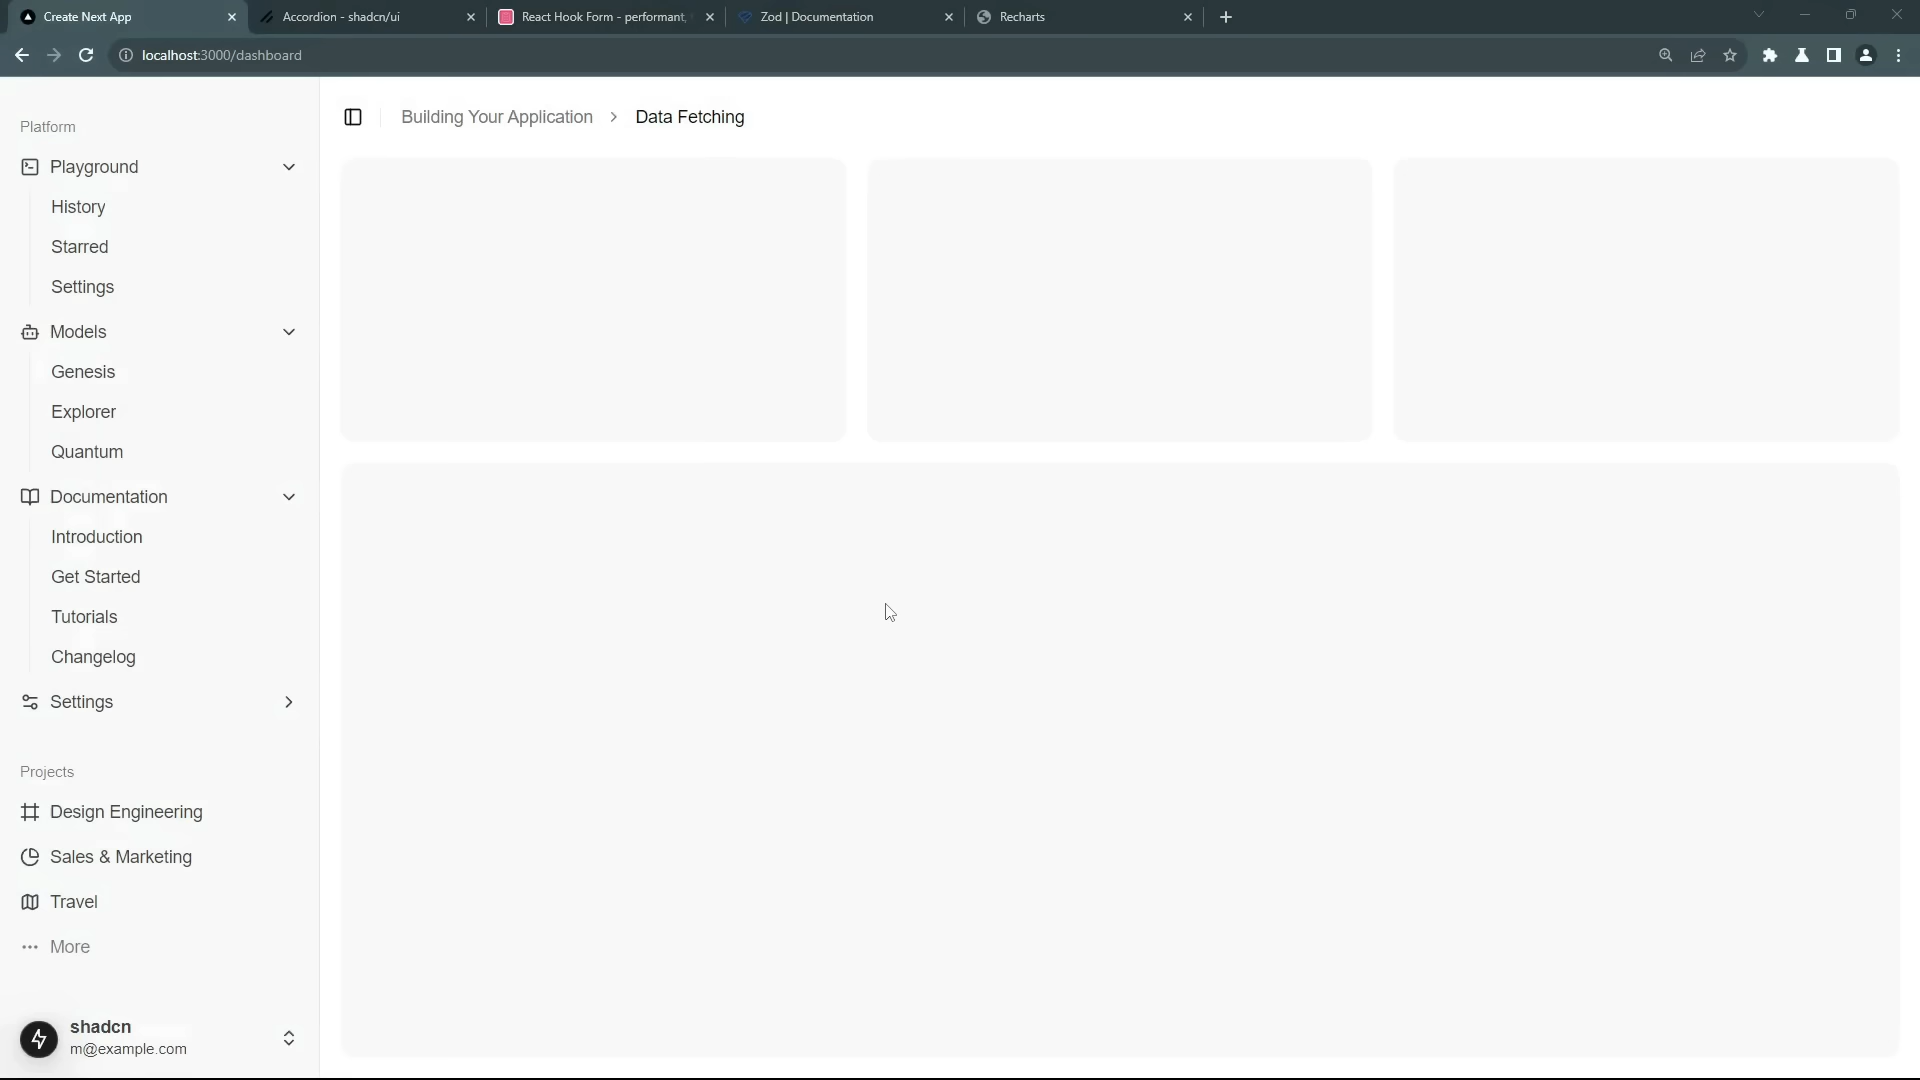 Create Next App
Accordion - shadcn/ui
React Hook Form - performant,
Zod | Documentation
Recharts
localhost:3000/dashboard
Platform
Playground
History
Starred
Settings
Models
Genesis
Explorer
Quantum
Documentation
Introduction
Get Started
Tutorials
Changelog
Settings
Projects
Design Engineering
Sales & Marketing
Travel
More
shadcn
m@example.com
Building Your Application > Data Fetching